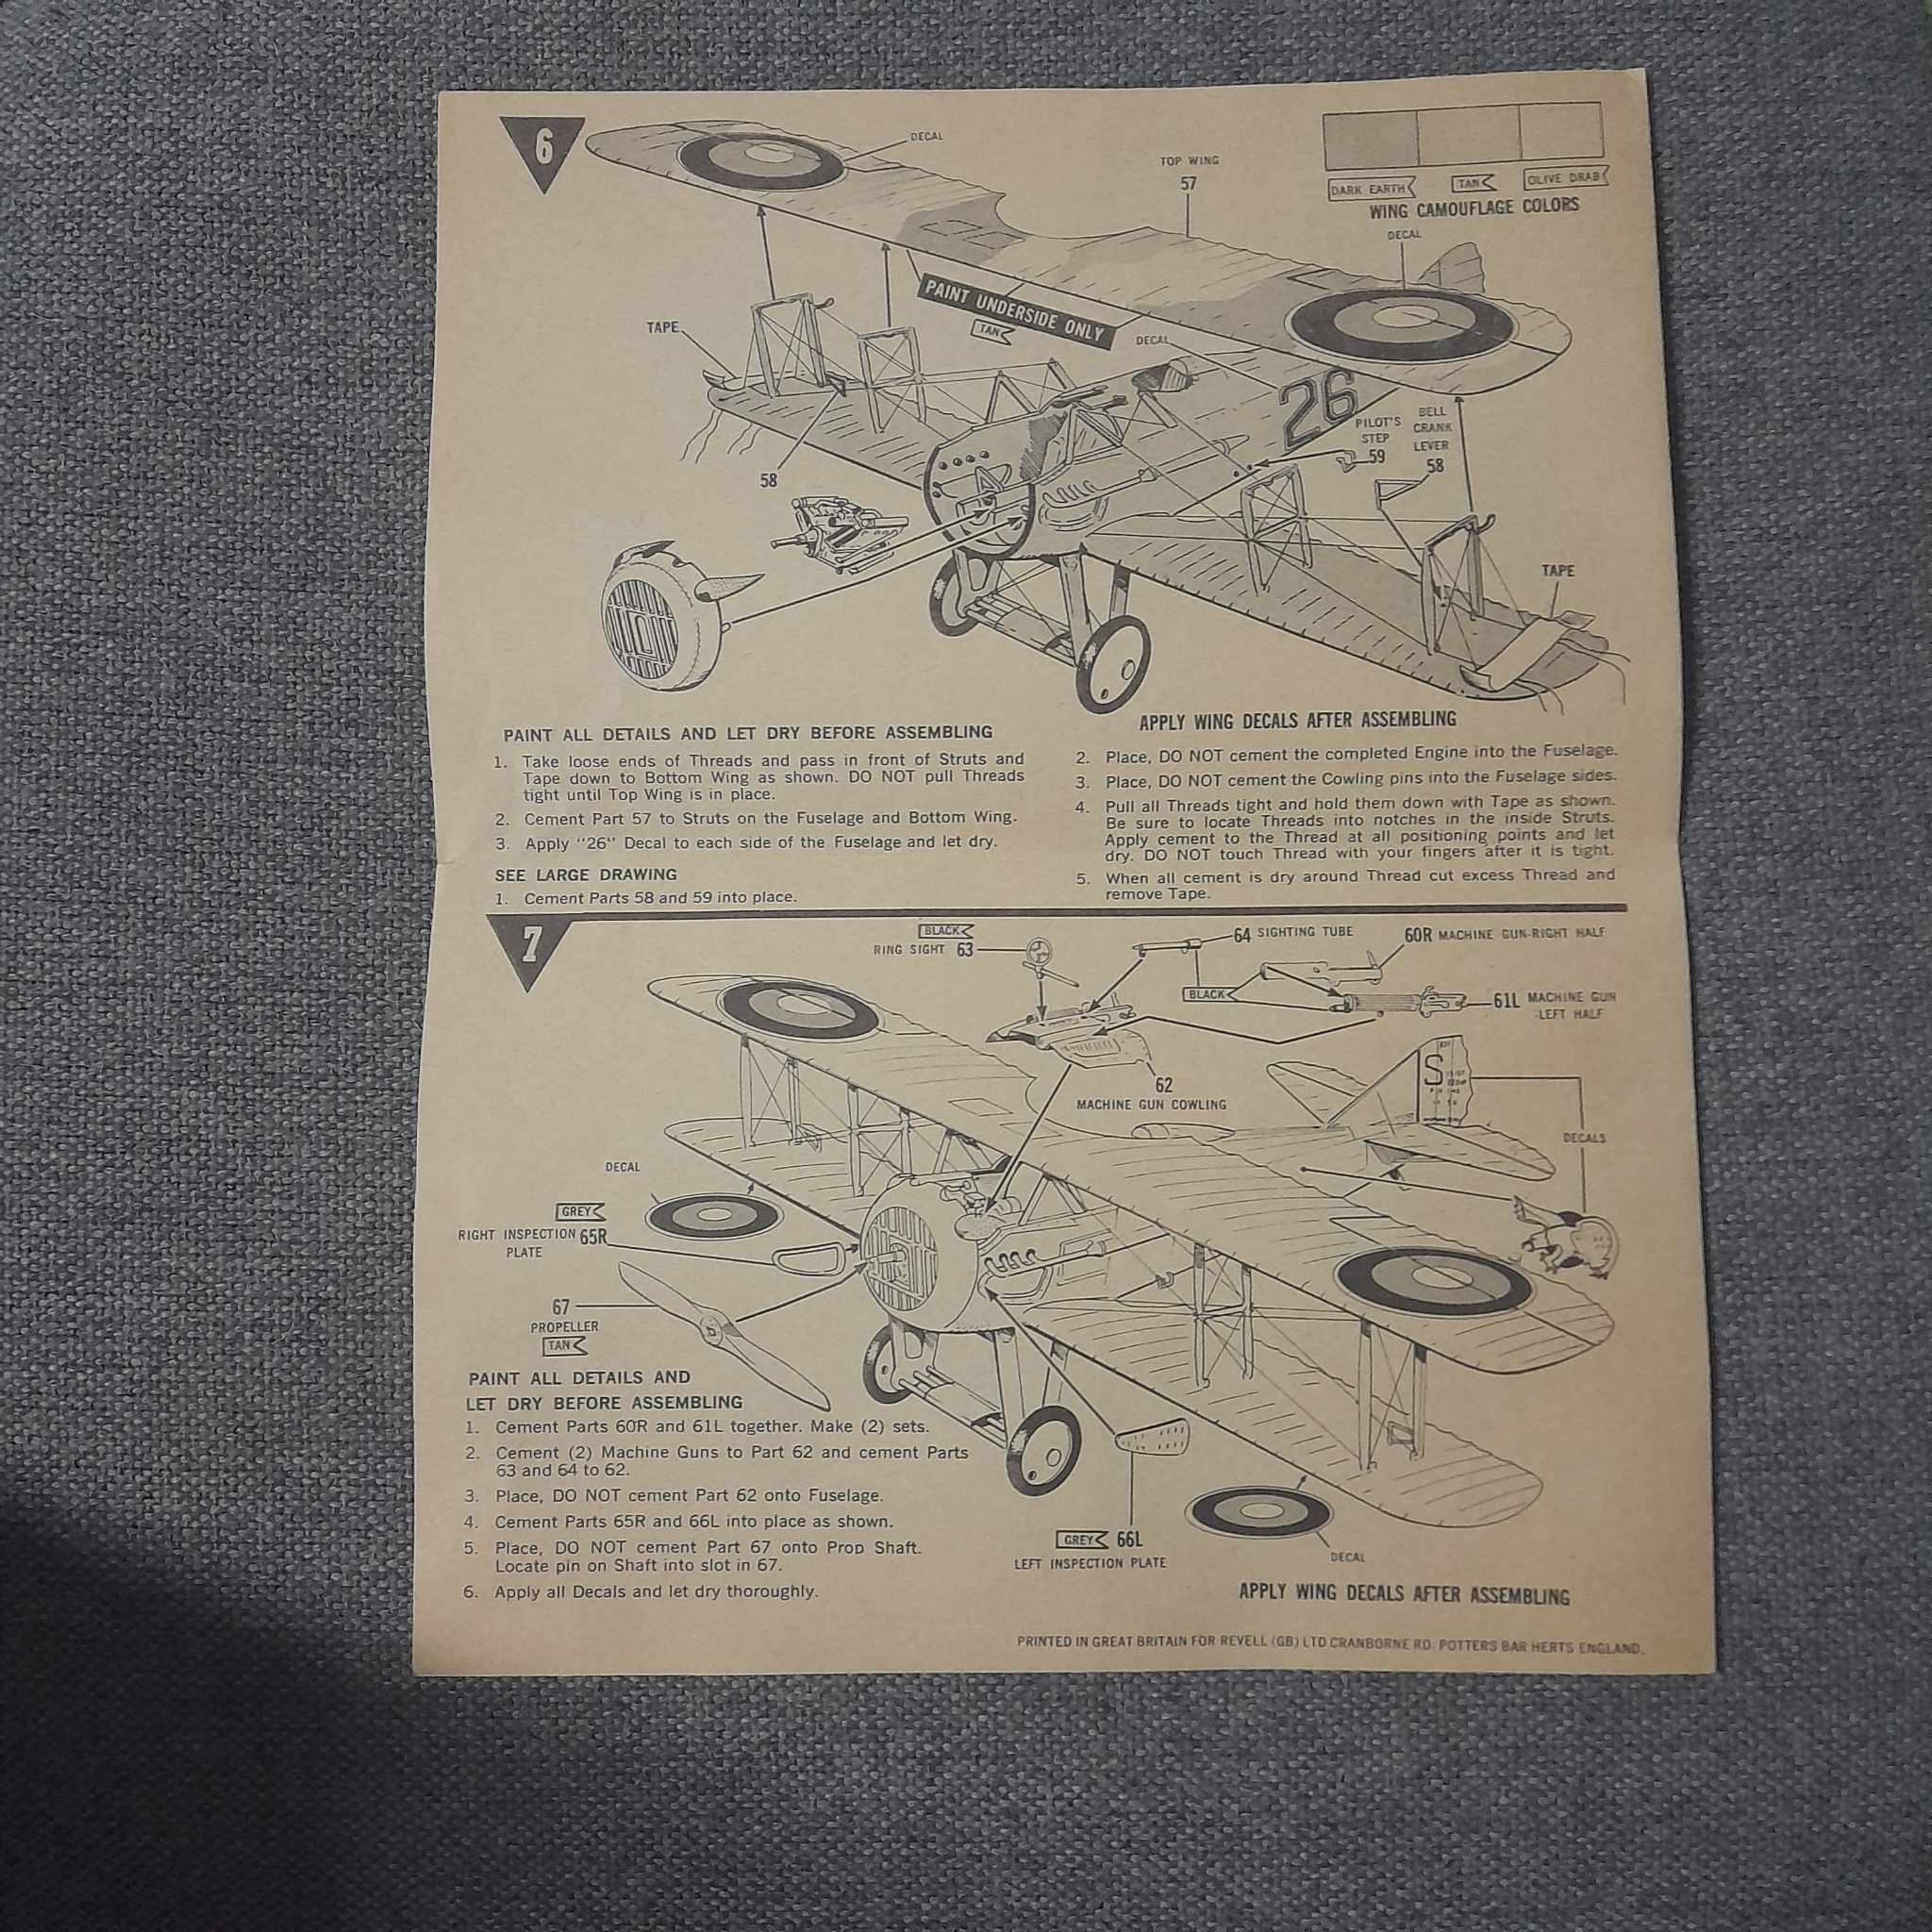 6
DECAL
TOP WING
57
DARK EARTH
TAN
OLIVE DRAB
WING CAMOUFLAGE COLORS
DECAL
PAINT UNDERSIDE ONLY
TAN
TAPE
DECAL
26
PILOT'S
STEP
59
BELL
CRANK
LEVER
58
58
TAPE
PAINT ALL DETAILS AND LET DRY BEFORE ASSEMBLING
1. Take loose ends of Threads and pass in front of Struts and
Tape down to Bottom Wing as shown. DO NOT pull Threads
tight until Top Wing is in place.
2. Cement Part 57 to Struts on the Fuselage and Bottom Wing.
3. Apply "26" Decal to each side of the Fuselage and let dry.
SEE LARGE DRAWING
1. Cement Parts 58 and 59 into place.
APPLY WING DECALS AFTER ASSEMBLING
2. Place, DO NOT cement the completed Engine into the Fuselage.
3. Place, DO NOT cement the Cowling pins into the Fuselage sides.
4. Pull all Threads tight and hold them down with Tape as shown.
Be sure to locate Threads into notches in the inside Struts.
Apply cement to the Thread at all positioning points and let
dry. DO NOT touch Thread with your fingers after it is tight.
5. When all cement is dry around Thread cut excess Thread and
remove Tape.
7
BLACK
RING SIGHT 63
64 SIGHTING TUBE
60R MACHINE GUN-RIGHT HALF
BLACK
61L MACHINE GUN
-LEFT HALF
62
MACHINE GUN COWLING
S
DECALS
DECAL
GREY
RIGHT INSPECTION 65R
PLATE
67
PROPELLER
TAN
PAINT ALL DETAILS AND
LET DRY BEFORE ASSEMBLING
1. Cement Parts 60R and 61L together. Make (2) sets.
2. Cement (2) Machine Guns to Part 62 and cement Parts
63 and 64 to 62.
3. Place, DO NOT cement Part 62 onto Fuselage.
4. Cement Parts 65R and 66L into place as shown.
5. Place, DO NOT cement Part 67 onto Prop Shaft.
Locate pin on Shaft into slot in 67.
6. Apply all Decals and let dry thoroughly.
GREY 66L
LEFT INSPECTION PLATE
DECAL
APPLY WING DECALS AFTER ASSEMBLING
PRINTED IN GREAT BRITAIN FOR REVELL (GB) LTD CRANBORNE RD. POTTERS BAR HERTS ENGLAND.